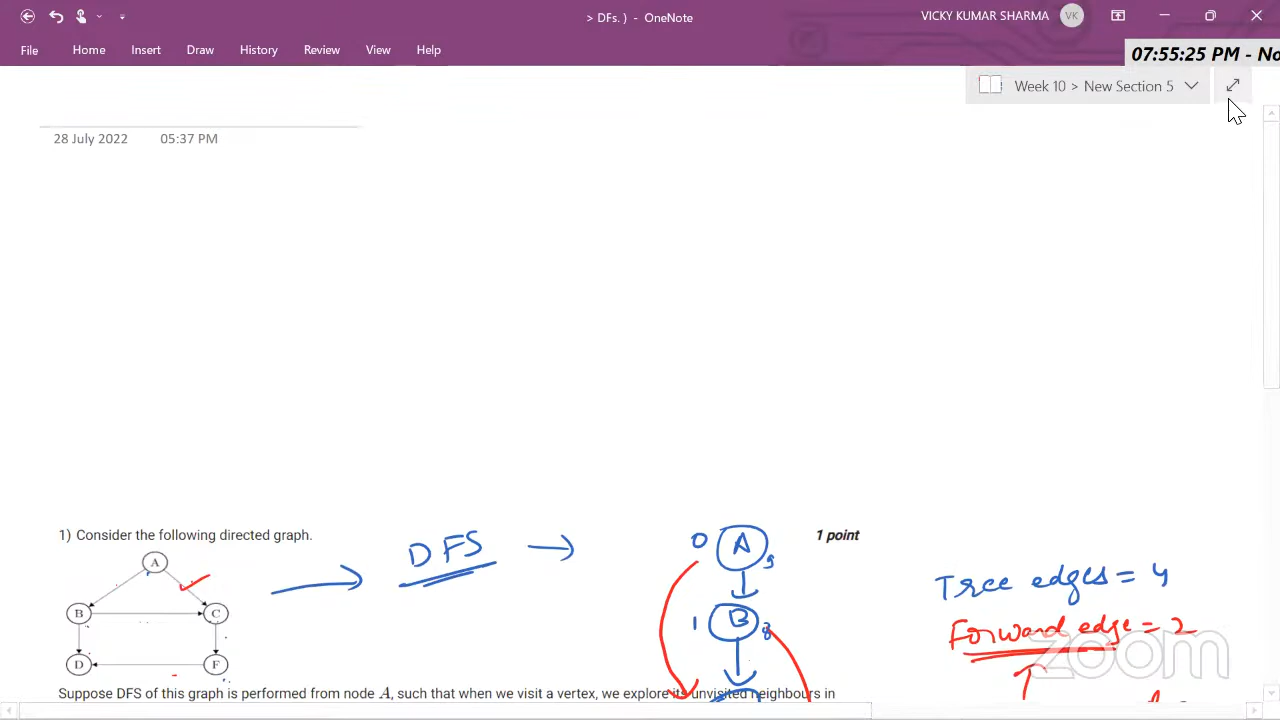 > DFs. ) - OneNote
VICKY KUMAR SHARMA VK
File Home Insert Draw History Review View Help
07:55:25 PM - No
Week 10 > New Section 5
28 July 2022 05:37 PM
1) Consider the following directed graph.
1 point
A
B C
D F
DFS
0 A 9
1 B 8
Tree edges = 4
Forward edge = 2
zoom
Suppose DFS of this graph is performed from node A, such that when we visit a vertex, we explore its unvisited neighbours in